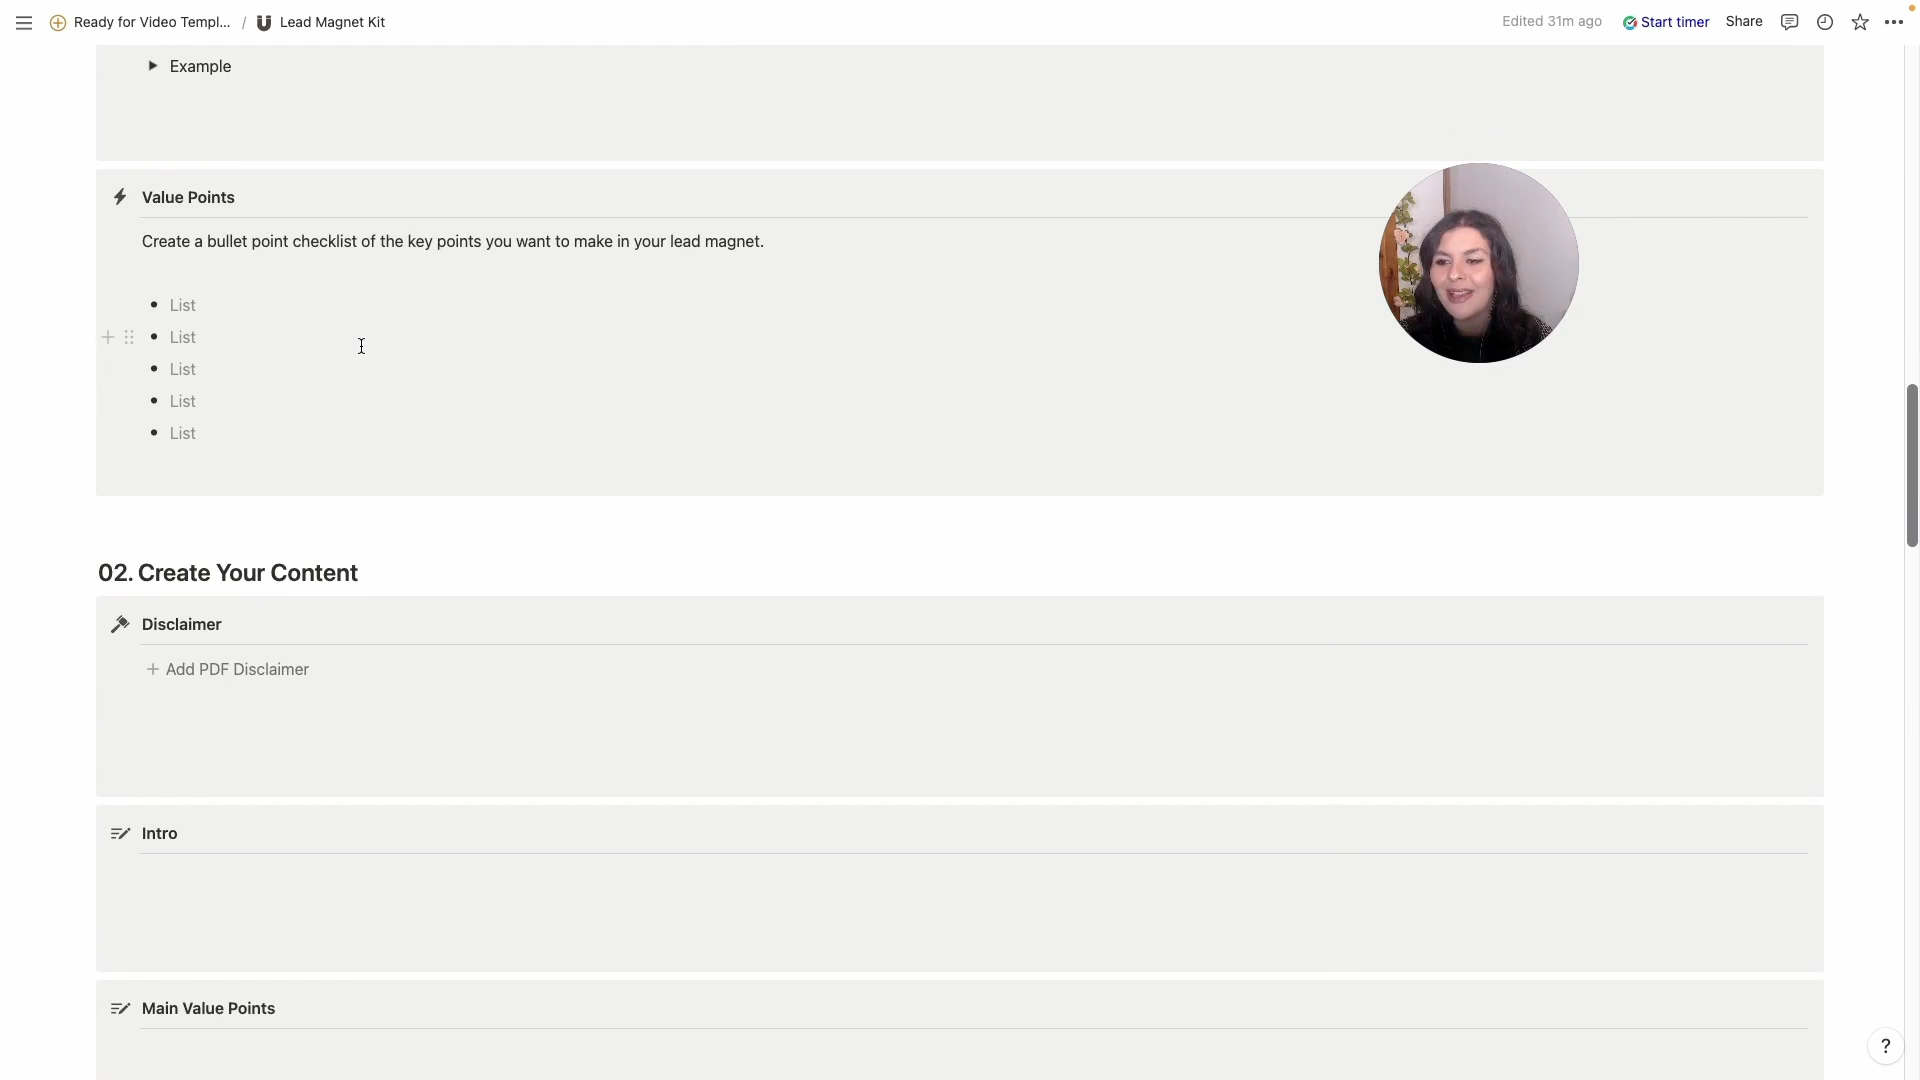 Ready for Video Templ... / Lead Magnet Kit
Edited 31m ago
Start timer
Share
Example
Value Points
Create a bullet point checklist of the key points you want to make in your lead magnet.
List
List
List
List
List
02. Create Your Content
Disclaimer
+ Add PDF Disclaimer
Intro
Main Value Points
?